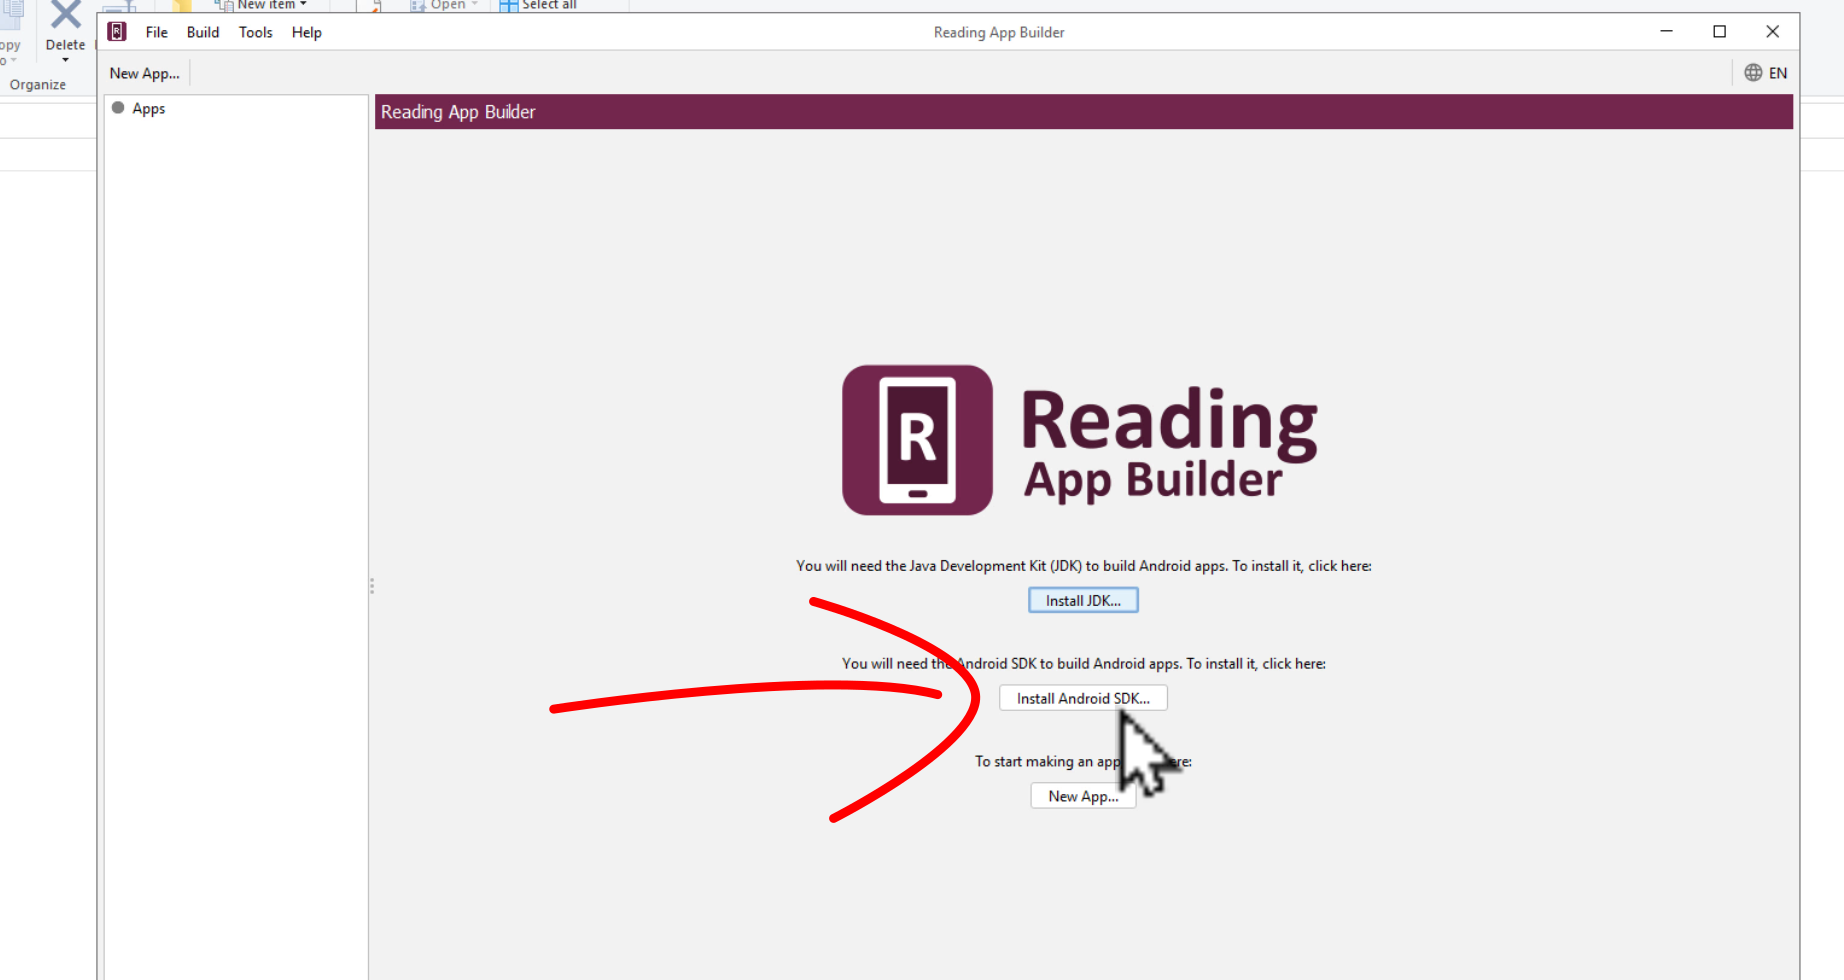 New item
Open
Select all
opy
o
Delete
Organize
File Build Tools Help
Reading App Builder
New App...
EN
Apps
Reading App Builder
R
Reading
App Builder
You will need the Java Development Kit (JDK) to build Android apps. To install it, click here:
Install JDK...
You will need the Android SDK to build Android apps. To install it, click here:
Install Android SDK...
To start making an app
re:
New App...